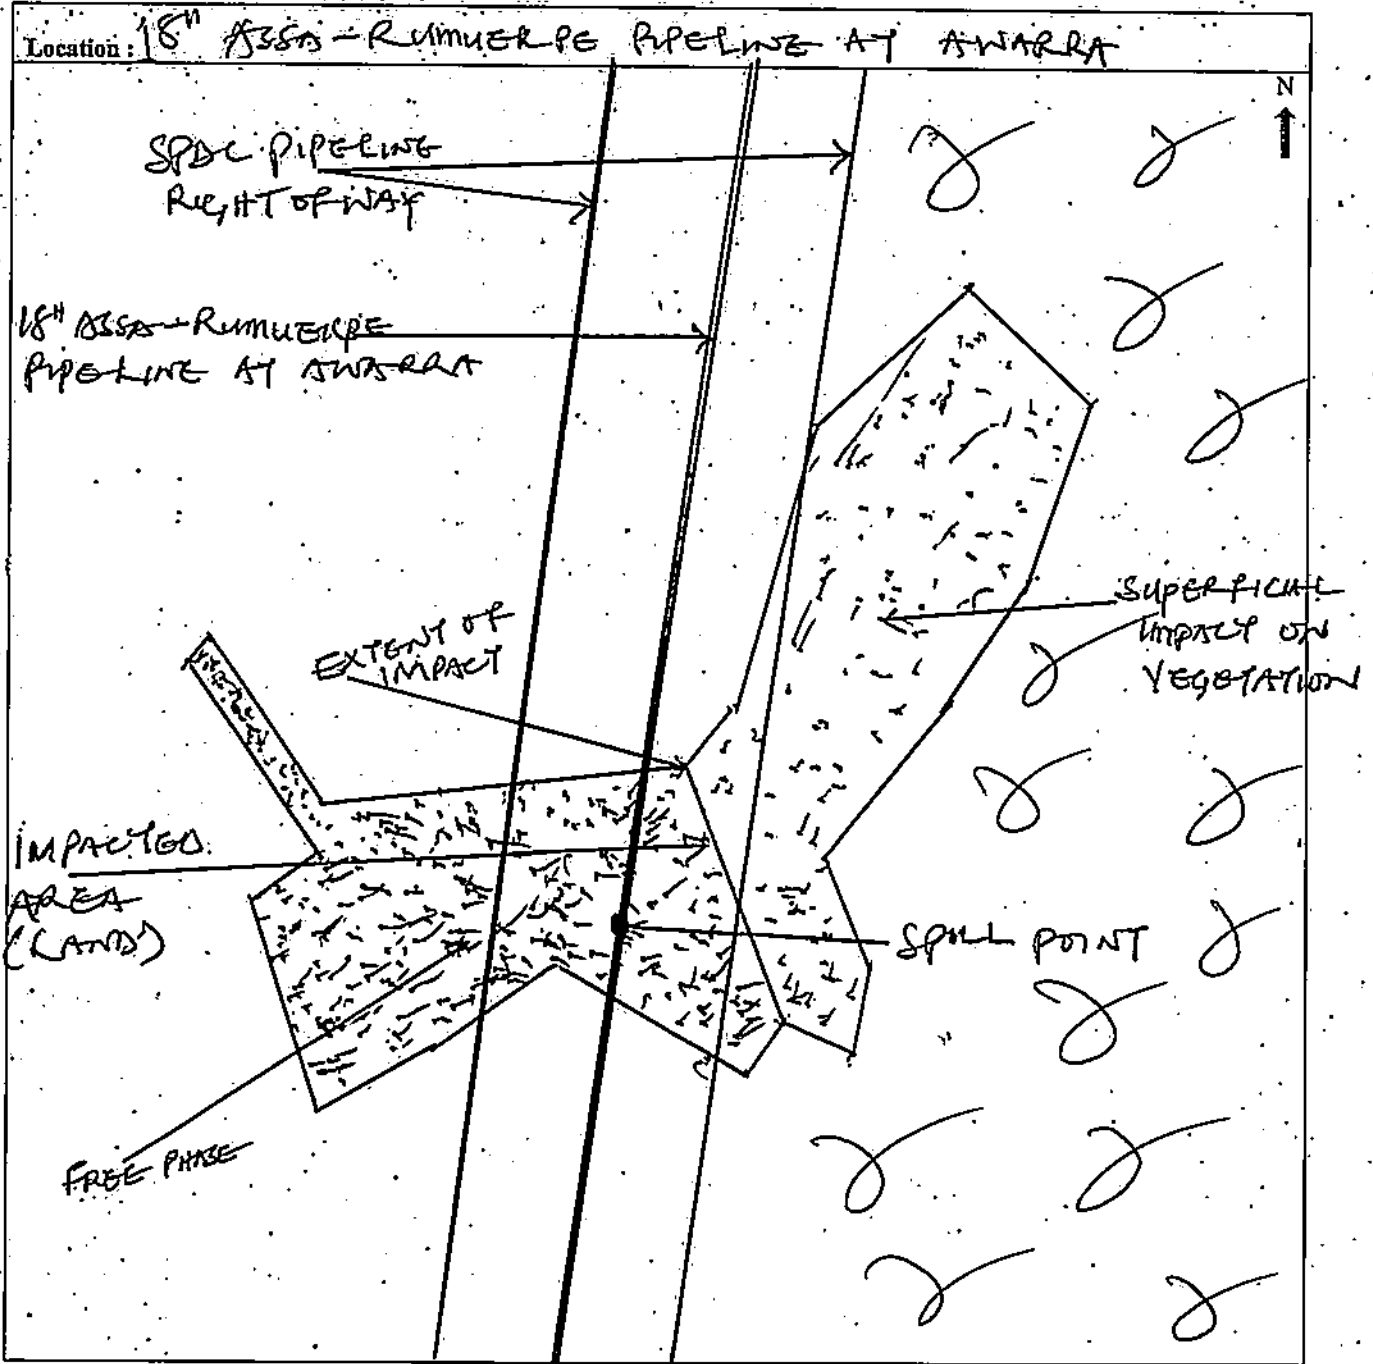 Location: 18" ASSA-RUMUEKPE PIPELINE AT AWARRA
N
SPDC PIPELINE
RIGHT OF WAY
18" ASSA-RUMUEKPE
PIPELINE AT AWARRA
SUPERFICIAL
IMPACT ON
VEGETATION
EXTENT OF
IMPACT
IMPACTED
AREA
(LAND)
SPILL POINT
FREE PHASE